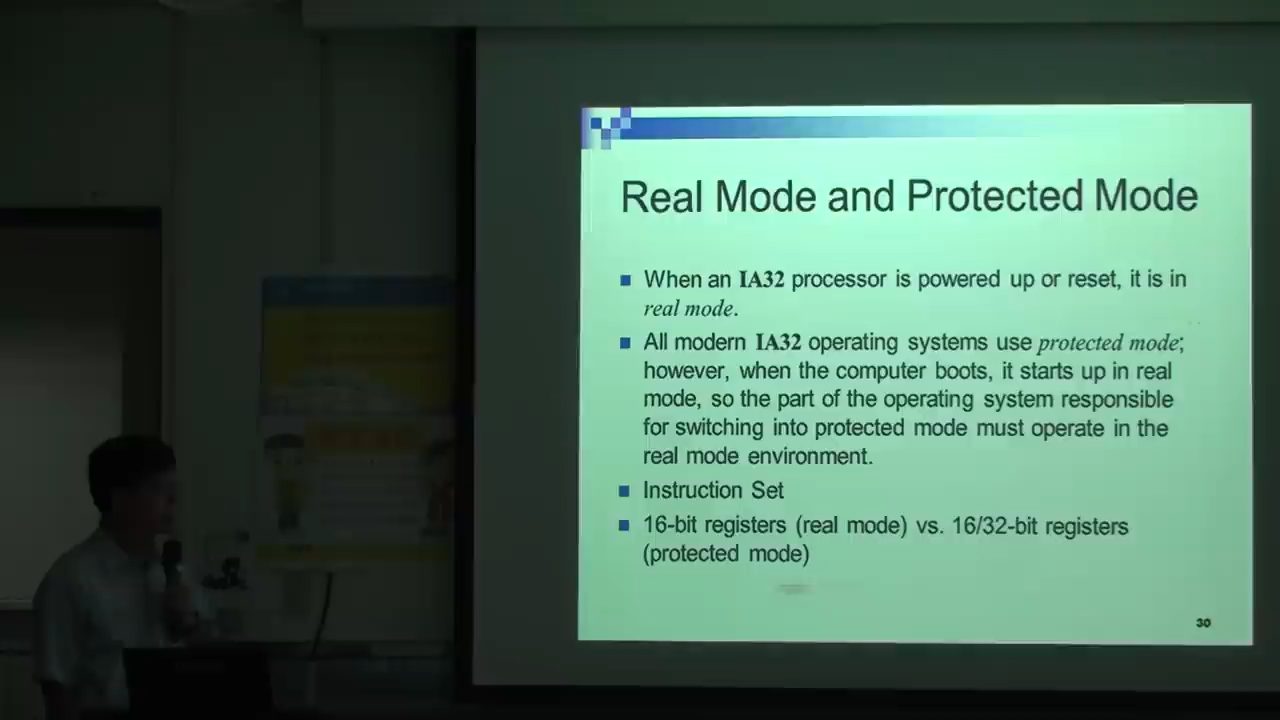 Real Mode and Protected Mode
When an IA32 processor is powered up or reset, it is in
real mode.
All modern IA32 operating systems use protected mode;
however, when the computer boots, it starts up in real
mode, so the part of the operating system responsible
for switching into protected mode must operate in the
real mode environment.
Instruction Set
16-bit registers (real mode) vs. 16/32-bit registers
(protected mode)
30